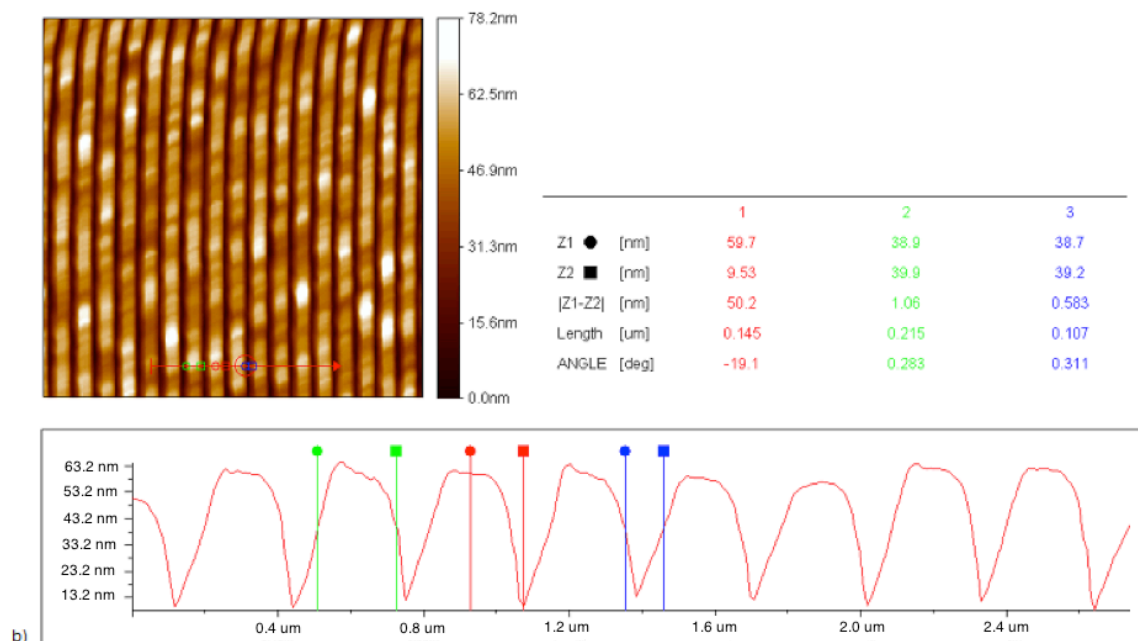 78.2nm
62.5nm
46.9nm
31.3nm
15.6nm
0.0nm
1 2 3
Z1 [nm] 59.7 38.9 38.7
Z2 [nm] 9.53 39.9 39.2
|Z1-Z2| [nm] 50.2 1.06 0.583
Length [um] 0.145 0.215 0.107
ANGLE [deg] -19.1 0.283 0.311
63.2 nm
53.2 nm
43.2 nm
33.2 nm
23.2 nm
13.2 nm
0.4 um 0.8 um 1.2 um 1.6 um 2.0 um 2.4 um
b)